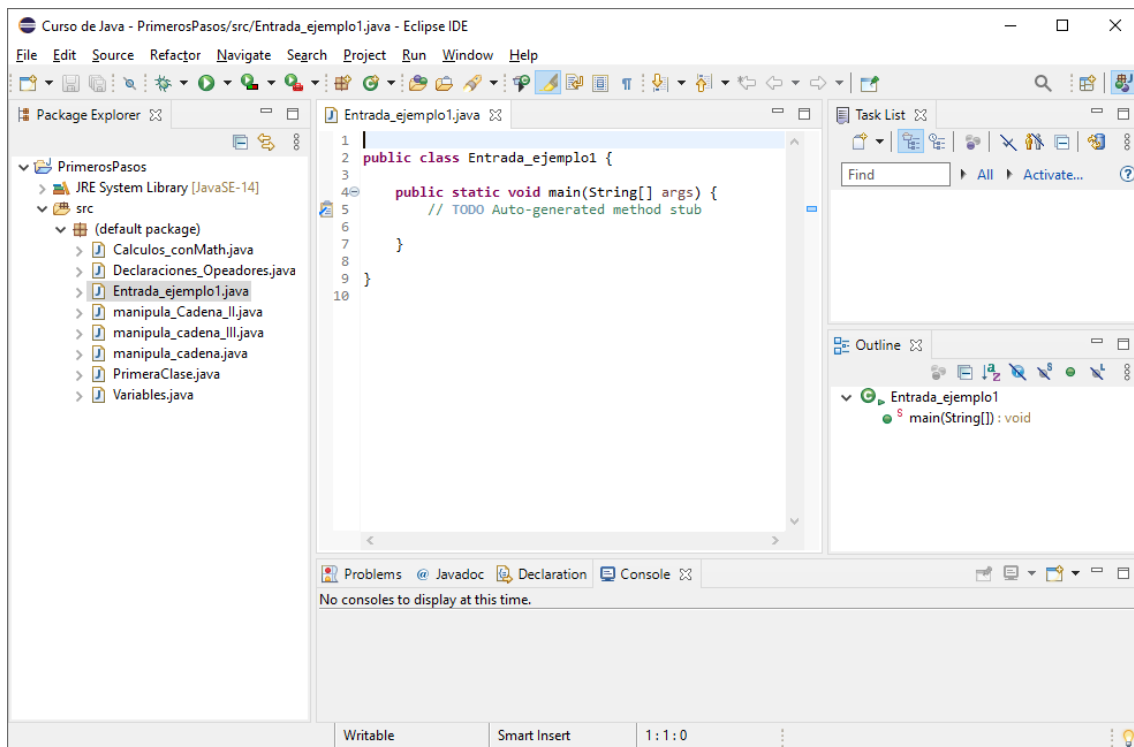 Curso de Java - PrimerosPasos/src/Entrada_ejemplo1.java - Eclipse IDE
File Edit Source Refactor Navigate Search Project Run Window Help
Package Explorer
PrimerosPasos
JRE System Library [JavaSE-14]
src
(default package)
Calculos_conMath.java
Declaraciones_Opeadores.java
Entrada_ejemplo1.java
manipula_Cadena_II.java
manipula_cadena_III.java
manipula_cadena.java
PrimeraClase.java
Variables.java
Entrada_ejemplo1.java
1
2 public class Entrada_ejemplo1 {
3
4 public static void main(String[] args) {
5 // TODO Auto-generated method stub
6
7 }
8
9 }
10
Task List
Find All Activate...
Outline
Entrada_ejemplo1
main(String[]) : void
Problems @ Javadoc Declaration Console
No consoles to display at this time.
Writable Smart Insert 1 : 1 : 0